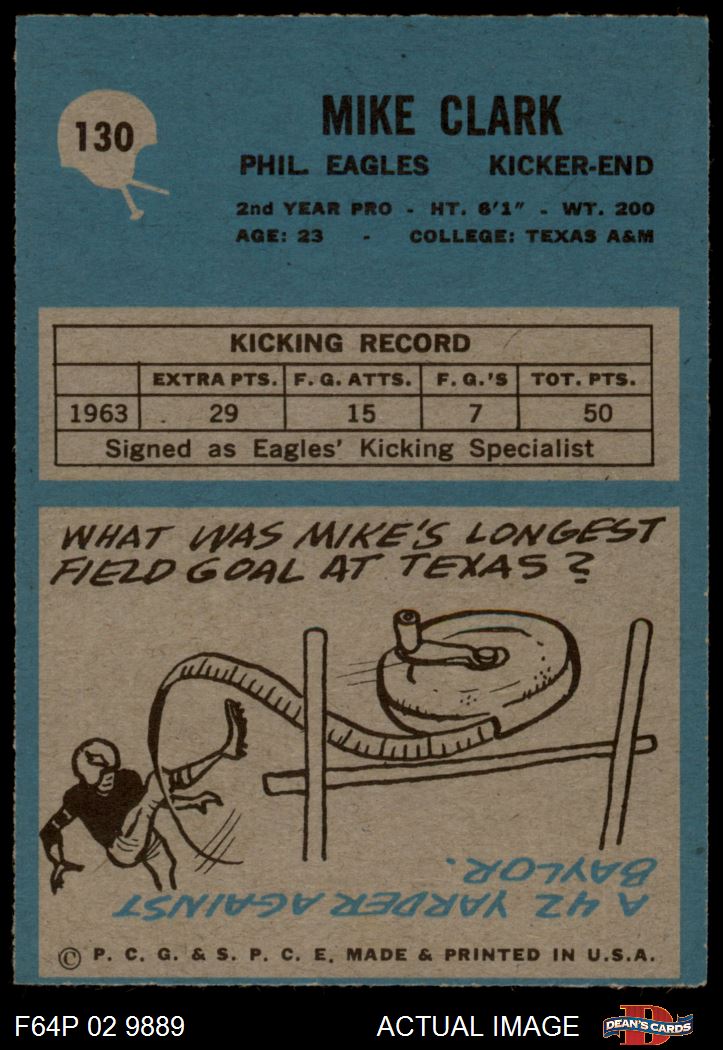 130
MIKE CLARK
PHIL. EAGLES KICKER-END
2nd YEAR PRO - HT. 6'1" - WT. 200
AGE: 23 - COLLEGE: TEXAS A&M
KICKING RECORD
EXTRA PTS. F. G. ATTS. F. G.'S TOT. PTS.
1963 29 15 7 50
Signed as Eagles' Kicking Specialist
WHAT WAS MIKE'S LONGEST
FIELD GOAL AT TEXAS?
A 42 YARDER AGAINST
BAYLOR.
© P. C. G. & S. P. C. E. MADE & PRINTED IN U.S.A.
F64P 02 9889 ACTUAL IMAGE DEAN'S CARDS